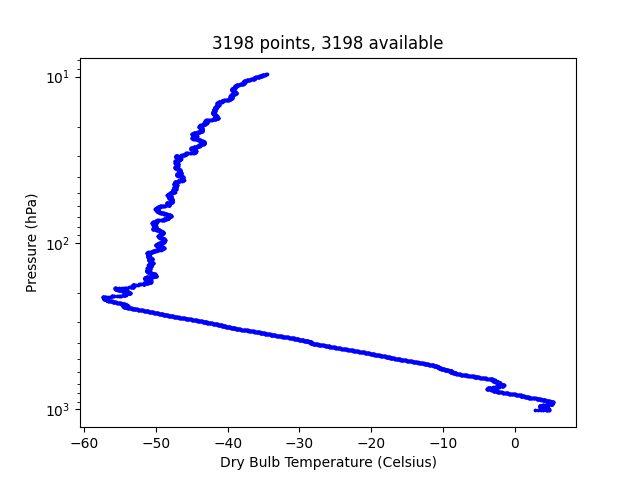 3198 points, 3198 available
10¹
10²
10³
Pressure (hPa)
−60 −50 −40 −30 −20 −10 0
Dry Bulb Temperature (Celsius)